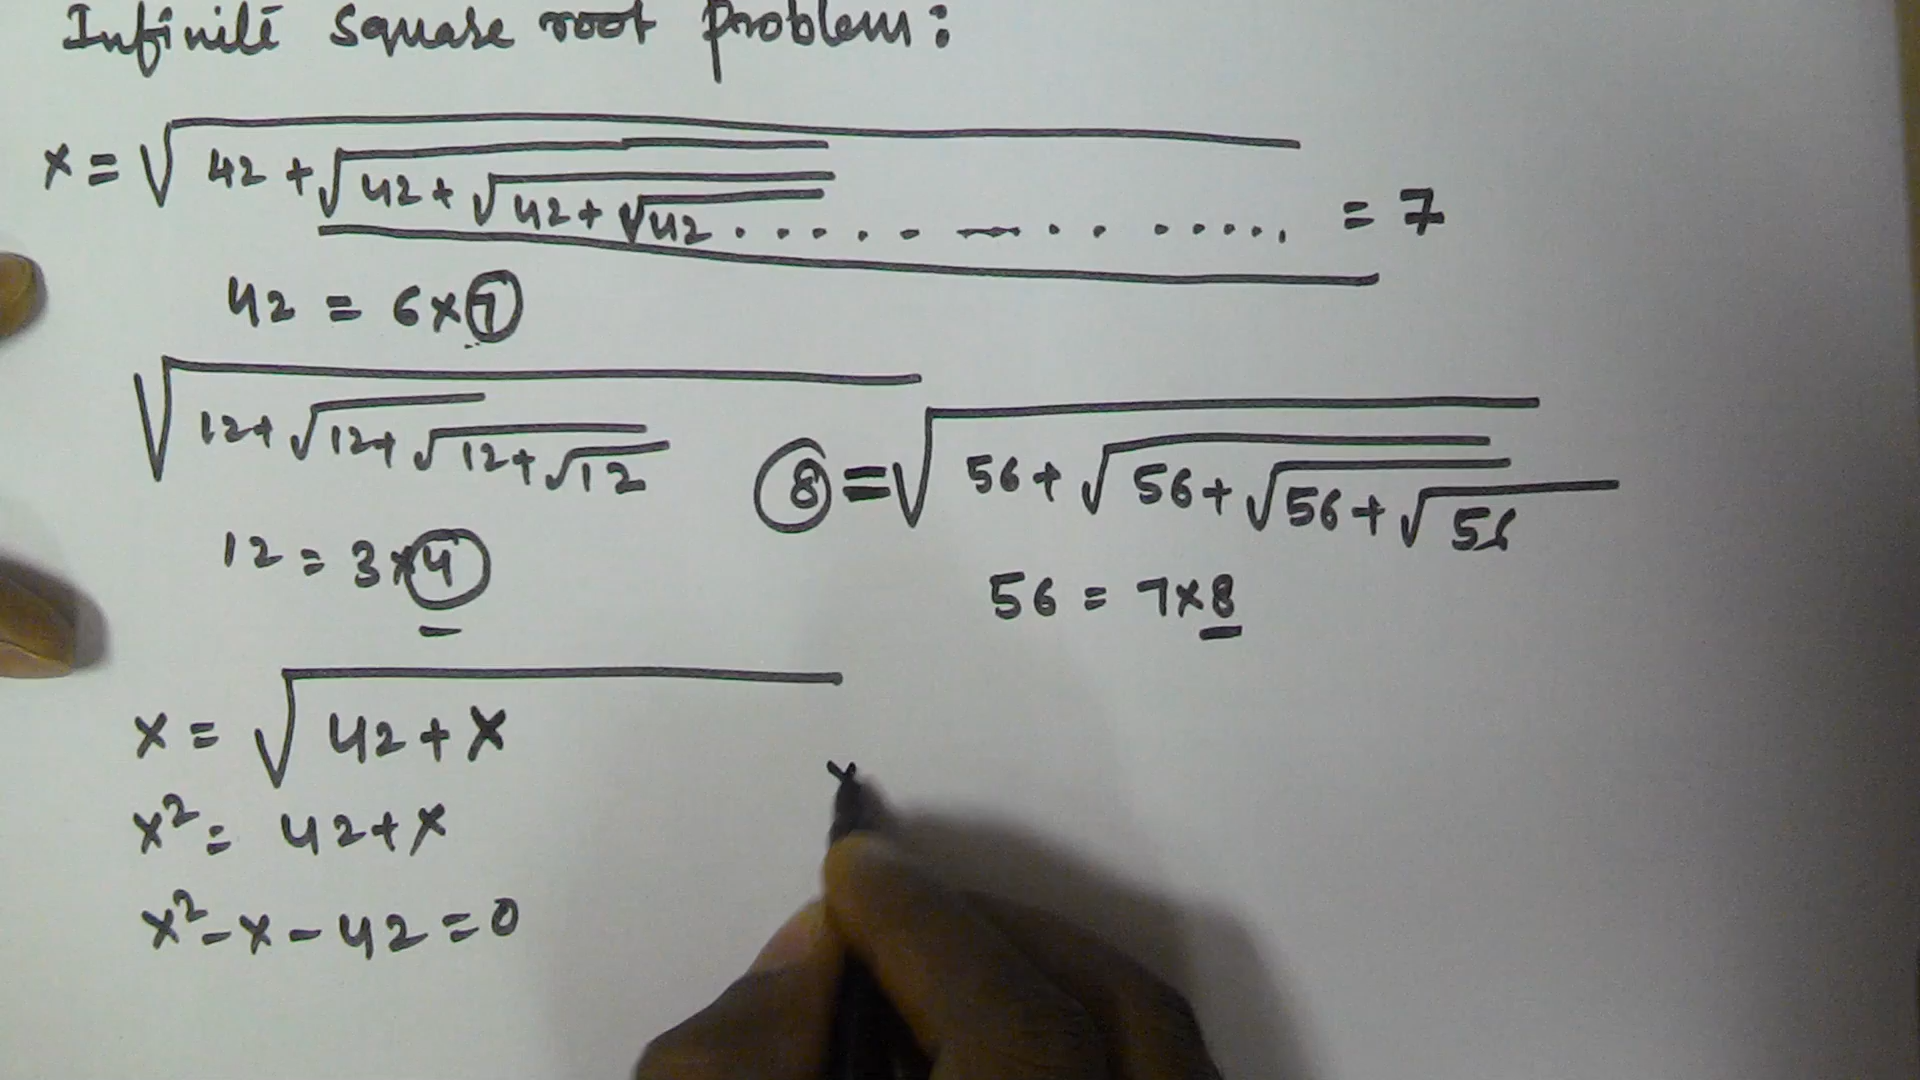 Infinite square root problem:
x = √42 + √42 + √42 + √42 . . . . . . . . . . . . . . . = 7
42 = 6 × 7
√12 + √12 + √12 + √12
8 = √56 + √56 + √56 + √56
12 = 3 × 4
56 = 7 × 8
x = √42 + x
x
x² = 42 + x
x² - x - 42 = 0